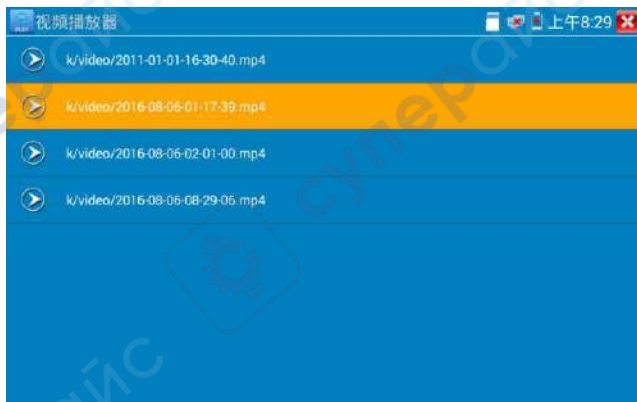 视频播放器 上午8:29
k/video/2011-01-01-16-30-40.mp4
k/video/2016-08-06-01-17-39.mp4
k/video/2016-08-06-02-01-00.mp4
k/video/2016-08-06-08-29-06.mp4
супер
айс